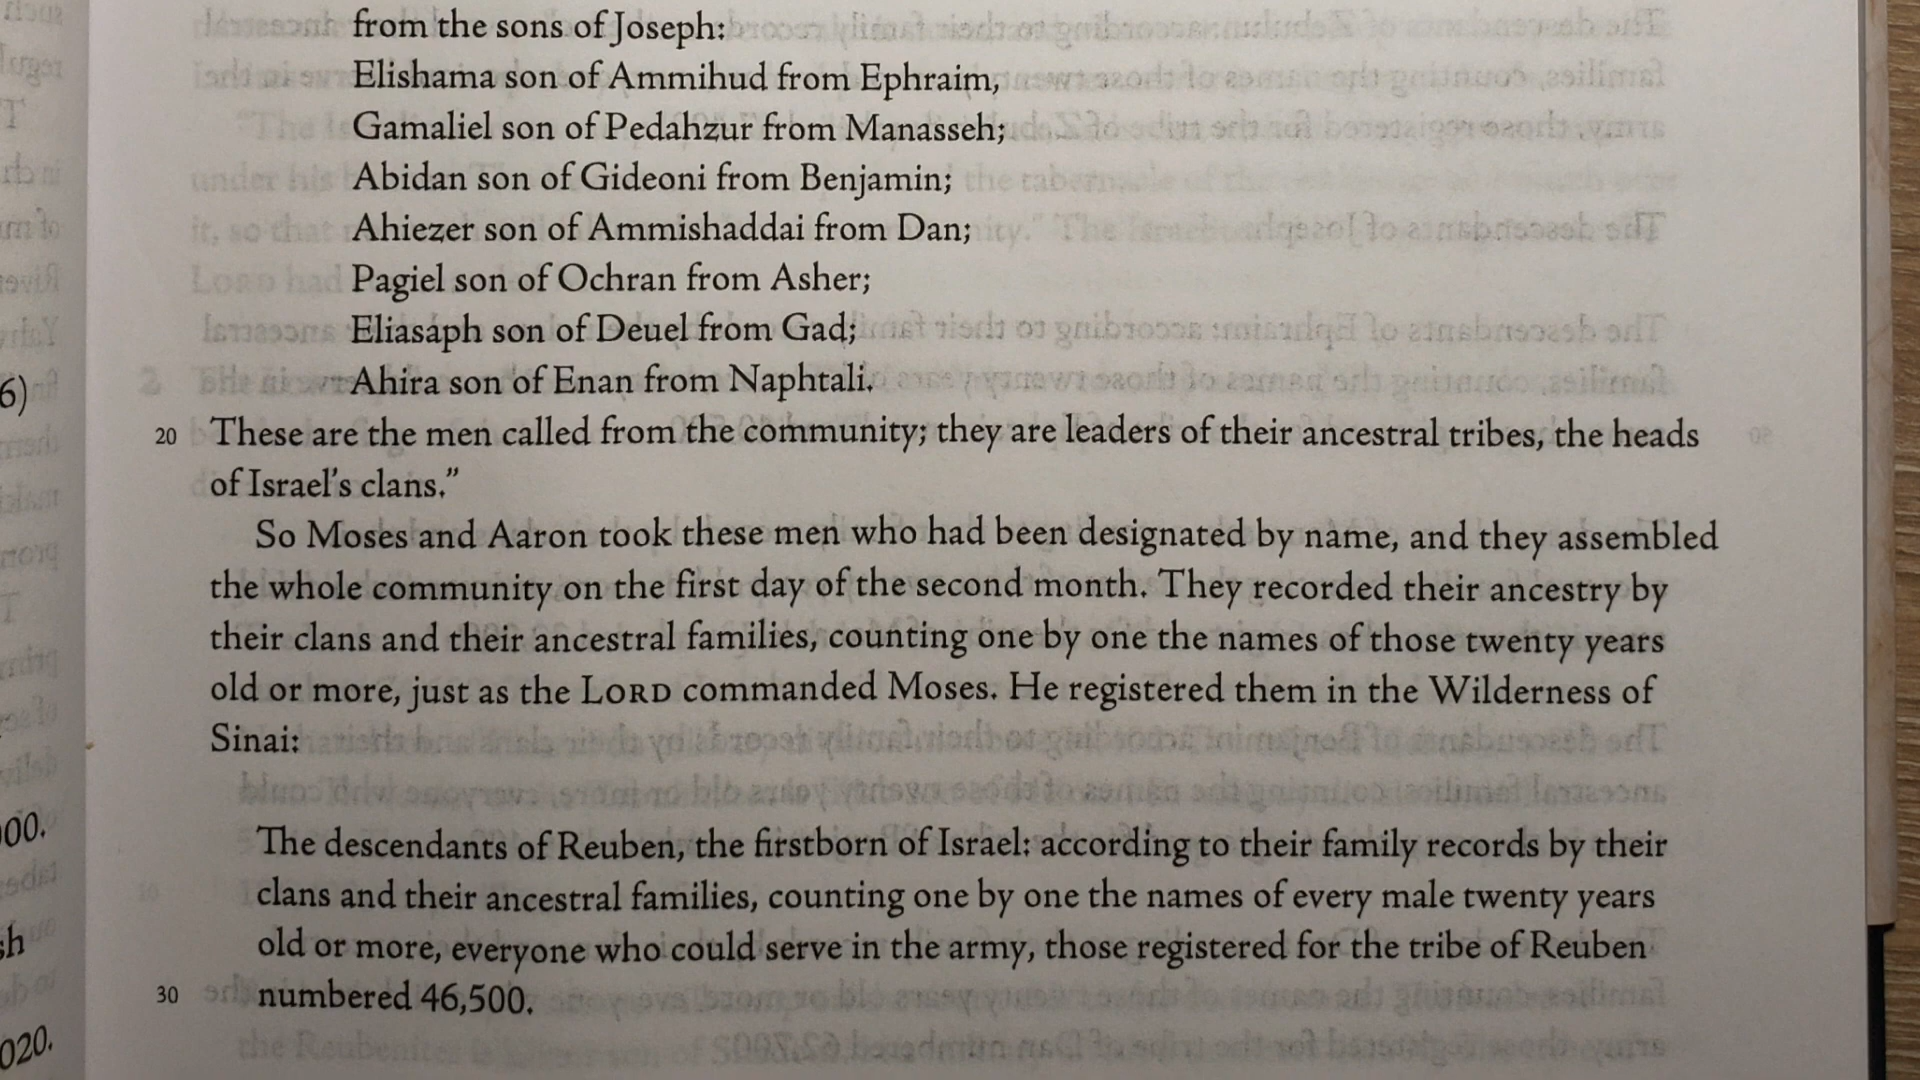 from the sons of Joseph:
Elishama son of Ammihud from Ephraim,
Gamaliel son of Pedahzur from Manasseh;
Abidan son of Gideoni from Benjamin;
Ahiezer son of Ammishaddai from Dan;
Pagiel son of Ochran from Asher;
Eliasaph son of Deuel from Gad;
Ahira son of Enan from Naphtali.
20 These are the men called from the community; they are leaders of their ancestral tribes, the heads
of Israel's clans.”
So Moses and Aaron took these men who had been designated by name, and they assembled
the whole community on the first day of the second month. They recorded their ancestry by
their clans and their ancestral families, counting one by one the names of those twenty years
old or more, just as the LORD commanded Moses. He registered them in the Wilderness of
Sinai:
The descendants of Reuben, the firstborn of Israel: according to their family records by their
clans and their ancestral families, counting one by one the names of every male twenty years
old or more, everyone who could serve in the army, those registered for the tribe of Reuben
30 numbered 46,500.
6)
00.
020.